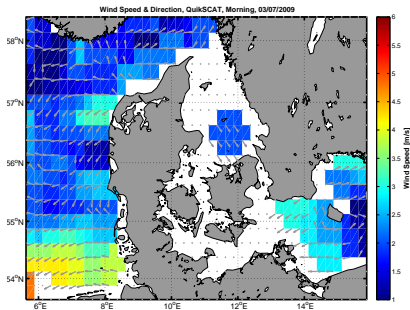 Wind Speed & Direction, QuikSCAT, Morning, 03/07/2009
58°N
57°N
56°N
55°N
54°N
6°E
8°E
10°E
12°E
14°E
6
5.5
5
4.5
4
3.5
3
2.5
2
1.5
1
Wind Speed [m/s]